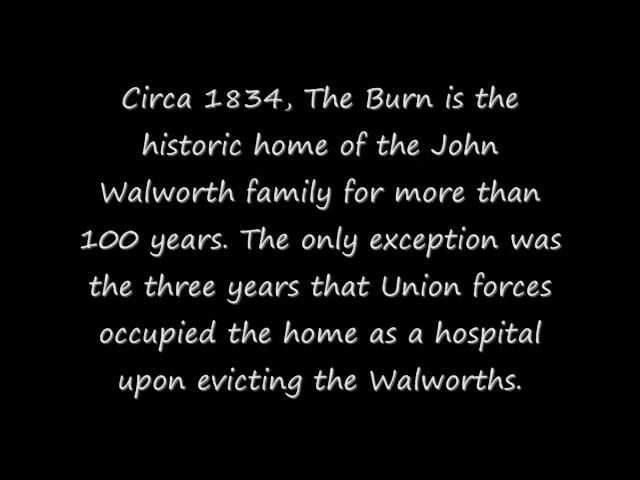 Circa 1834, The Burn is the
historic home of the John
Walworth family for more than
100 years. The only exception was
the three years that Union forces
occupied the home as a hospital
upon evicting the Walworths.